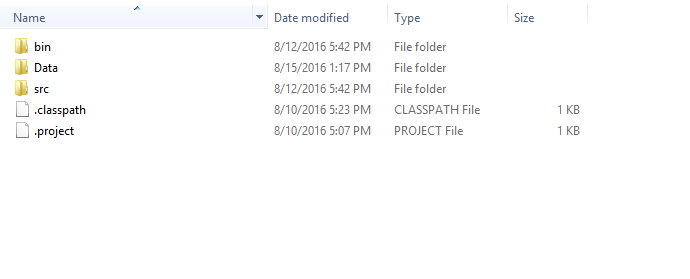 Name Date modified Type Size
bin 8/12/2016 5:42 PM File folder
Data 8/15/2016 1:17 PM File folder
src 8/12/2016 5:42 PM File folder
.classpath 8/10/2016 5:23 PM CLASSPATH File 1 KB
.project 8/10/2016 5:07 PM PROJECT File 1 KB